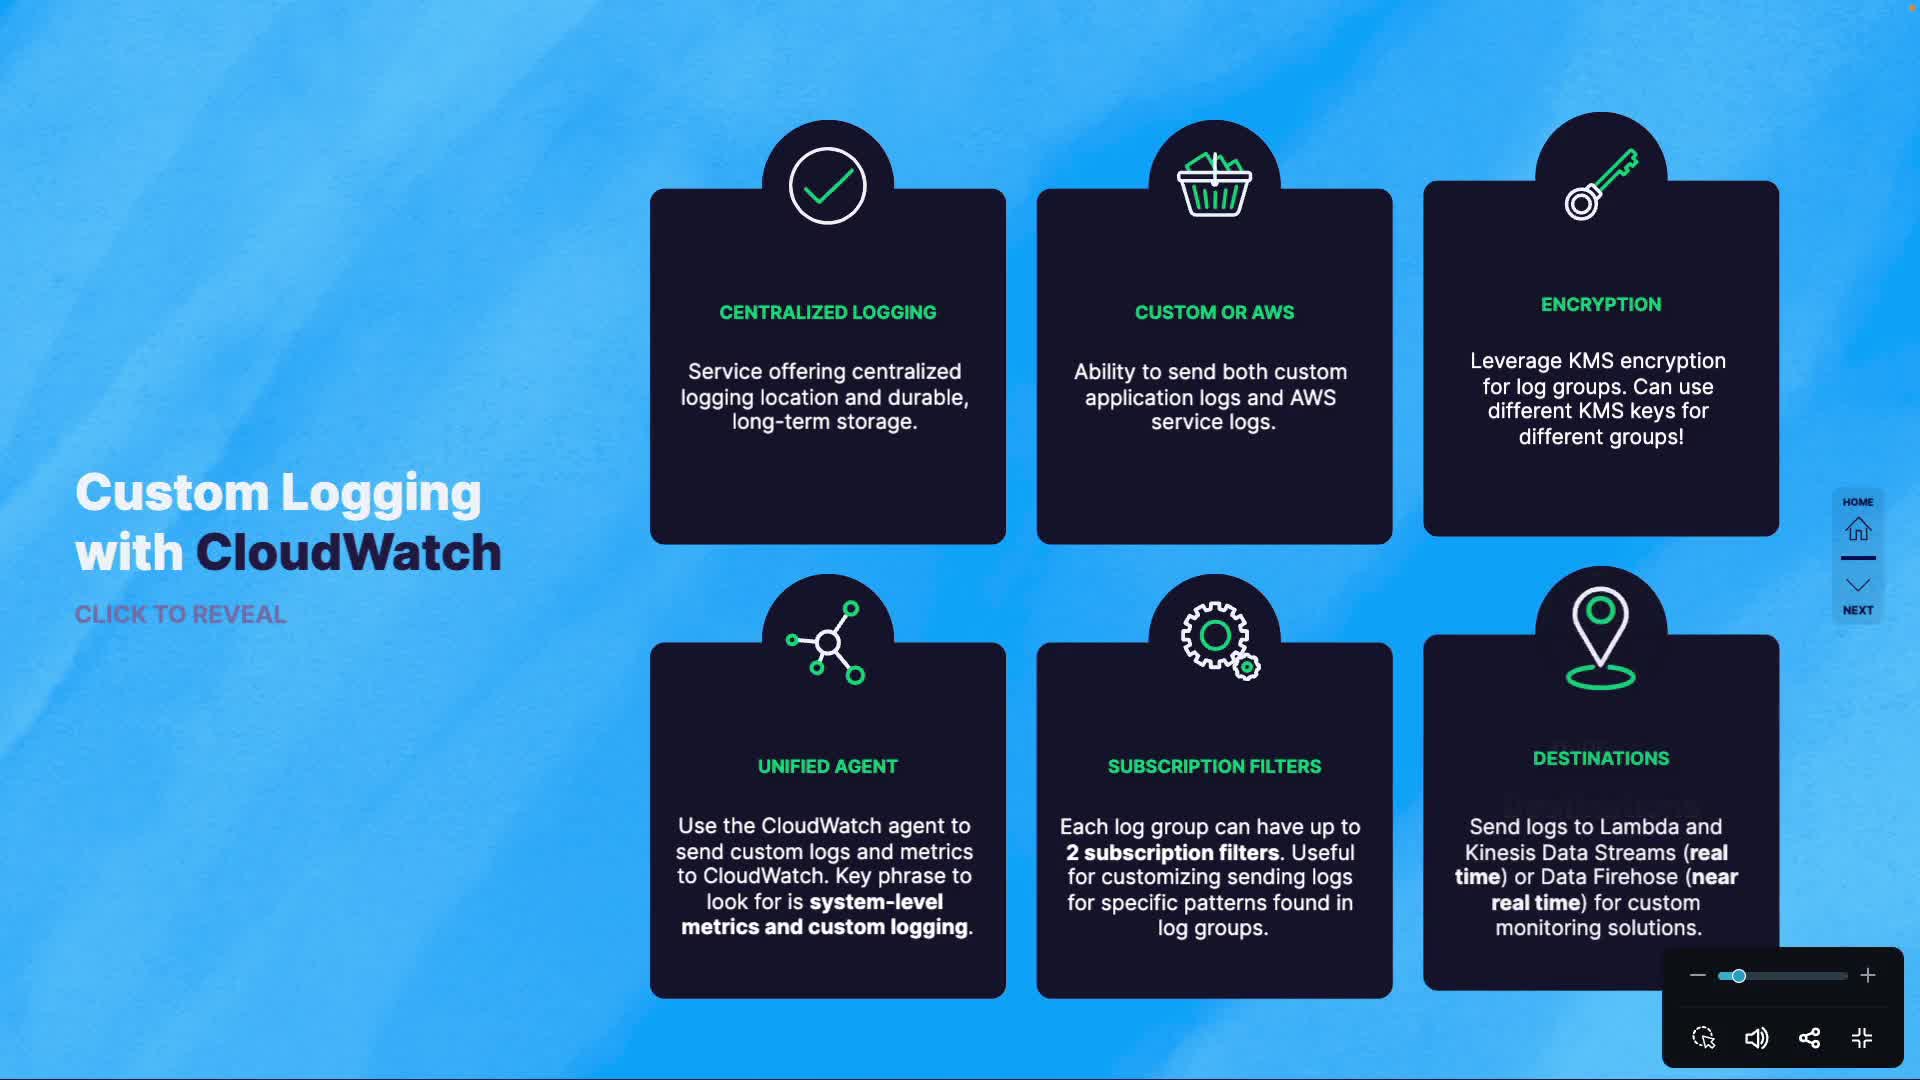 Custom Logging
with CloudWatch
CLICK TO REVEAL
CENTRALIZED LOGGING
Service offering centralized
logging location and durable,
long-term storage.
CUSTOM OR AWS
Ability to send both custom
application logs and AWS
service logs.
ENCRYPTION
Leverage KMS encryption
for log groups. Can use
different KMS keys for
different groups!
UNIFIED AGENT
Use the CloudWatch agent to
send custom logs and metrics
to CloudWatch. Key phrase to
look for is system-level
metrics and custom logging.
SUBSCRIPTION FILTERS
Each log group can have up to
2 subscription filters. Useful
for customizing sending logs
for specific patterns found in
log groups.
DESTINATIONS
Send logs to Lambda and
Kinesis Data Streams (real
time) or Data Firehose (near
real time) for custom
monitoring solutions.
HOME
NEXT